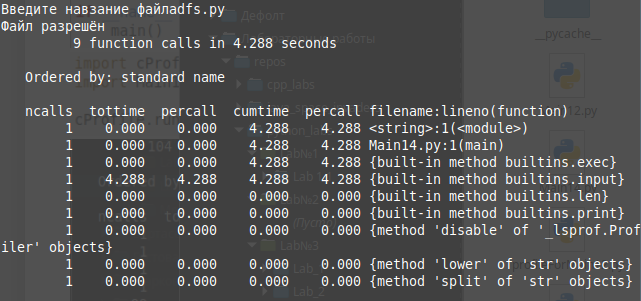 Введите навзание файлаdfs.py
Файл разрешён
         9 function calls in 4.288 seconds

   Ordered by: standard name

   ncalls  tottime  percall  cumtime  percall filename:lineno(function)
        1    0.000    0.000    4.288    4.288 <string>:1(<module>)
        1    0.000    0.000    4.288    4.288 Main14.py:1(main)
        1    0.000    0.000    4.288    4.288 {built-in method builtins.exec}
        1    4.288    4.288    4.288    4.288 {built-in method builtins.input}
        1    0.000    0.000    0.000    0.000 {built-in method builtins.len}
        1    0.000    0.000    0.000    0.000 {built-in method builtins.print}
        1    0.000    0.000    0.000    0.000 {method 'disable' of '_lsprof.Prof
iler' objects}
        1    0.000    0.000    0.000    0.000 {method 'lower' of 'str' objects}
        1    0.000    0.000    0.000    0.000 {method 'split' of 'str' objects}
Дефолт
repos
cpp_labs
__pycache__